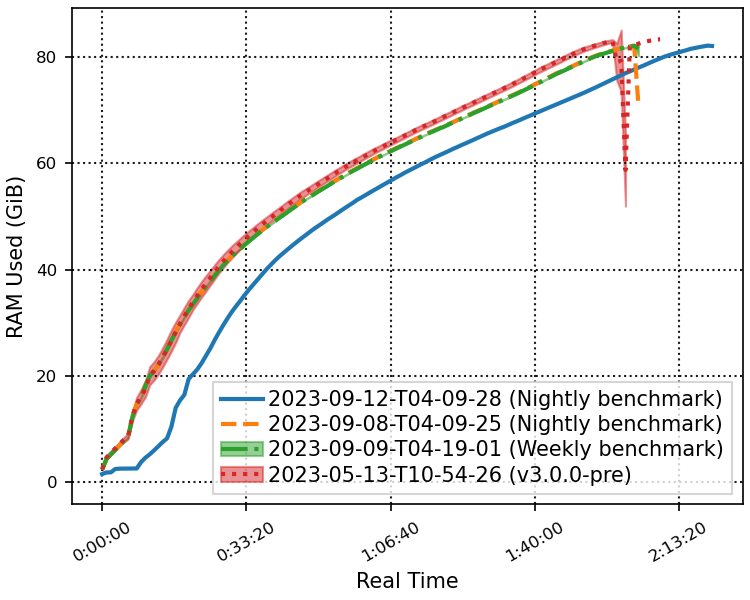 80
60
40
20
0
RAM Used (GiB)
2023-09-12-T04-09-28 (Nightly benchmark)
2023-09-08-T04-09-25 (Nightly benchmark)
2023-09-09-T04-19-01 (Weekly benchmark)
2023-05-13-T10-54-26 (v3.0.0-pre)
0:00:00
0:33:20
1:06:40
1:40:00
2:13:20
Real Time